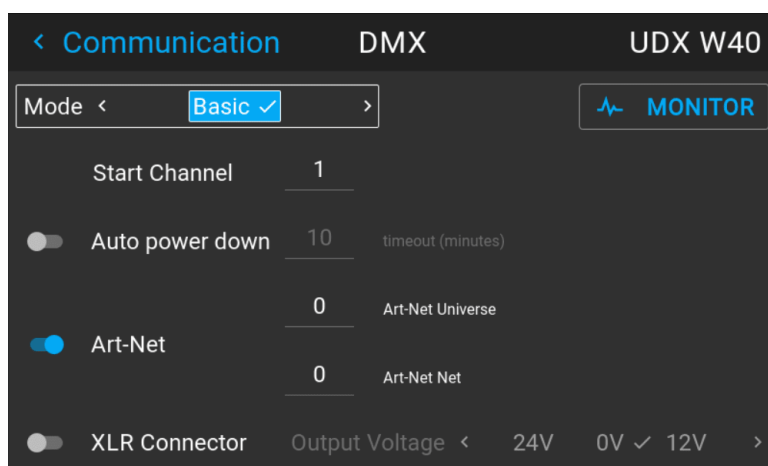 Communication DMX UDX W40
Mode Basic MONITOR
Start Channel 1
Auto power down 10 timeout (minutes)
0 Art-Net Universe
Art-Net
0 Art-Net Net
XLR Connector Output Voltage 24V 0V 12V